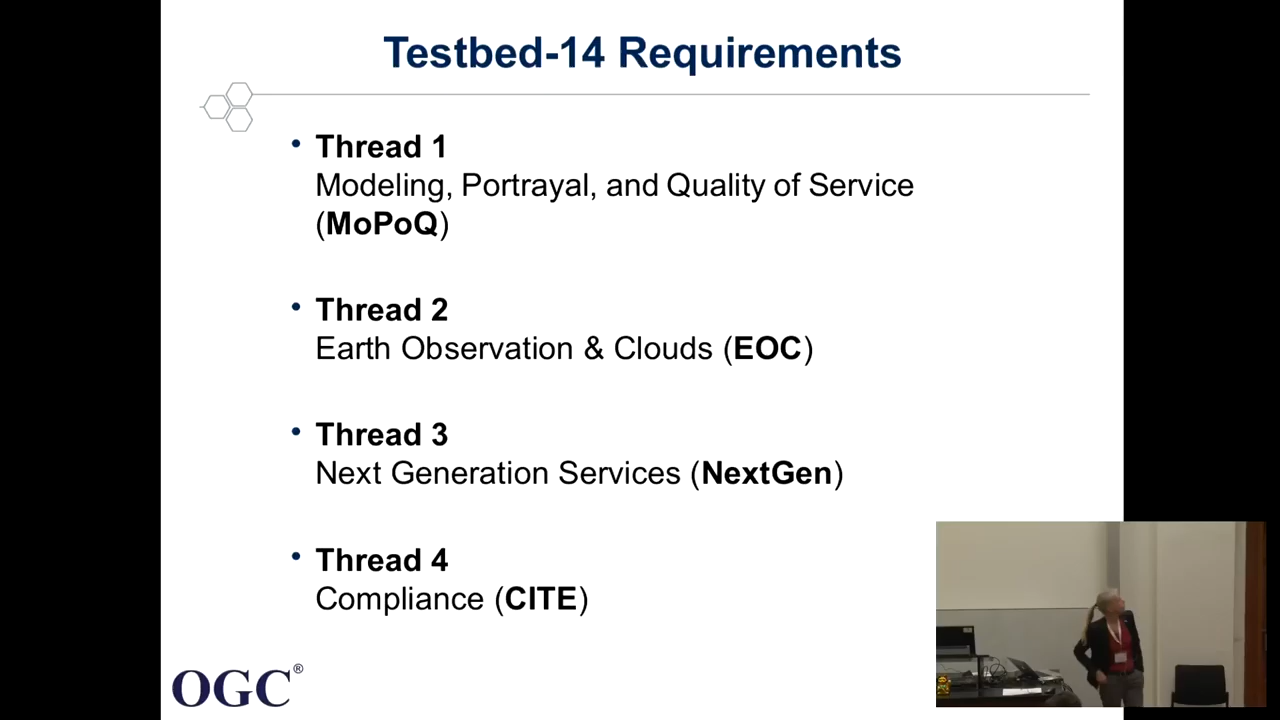 Testbed-14 Requirements
• Thread 1
Modeling, Portrayal, and Quality of Service
(MoPoQ)
• Thread 2
Earth Observation & Clouds (EOC)
• Thread 3
Next Generation Services (NextGen)
• Thread 4
Compliance (CITE)
OGC®